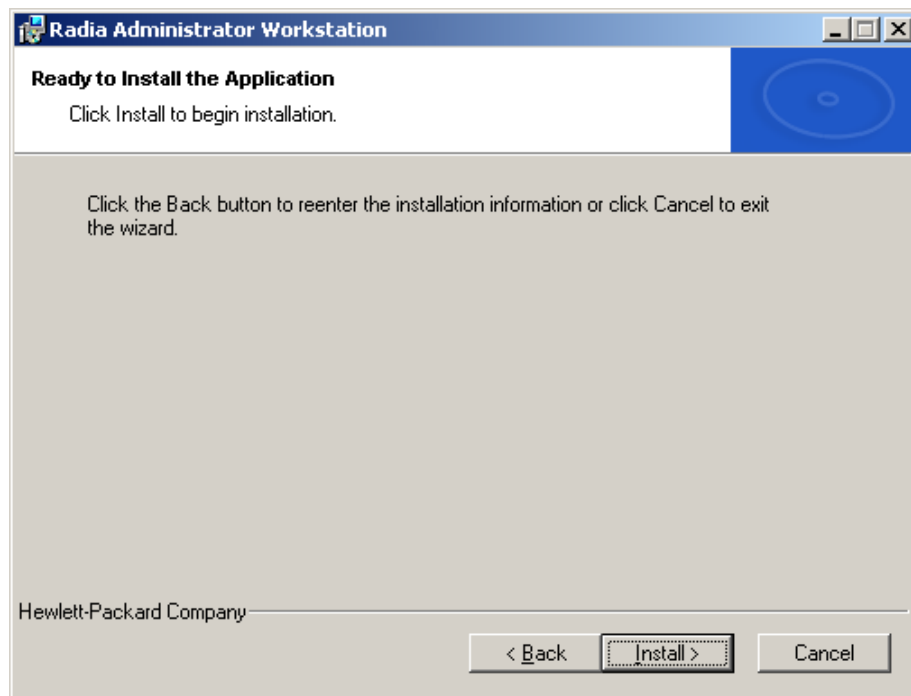 Radia Administrator Workstation
Ready to Install the Application
Click Install to begin installation.
Click the Back button to reenter the installation information or click Cancel to exit
the wizard.
Hewlett-Packard Company
< Back
Install >
Cancel